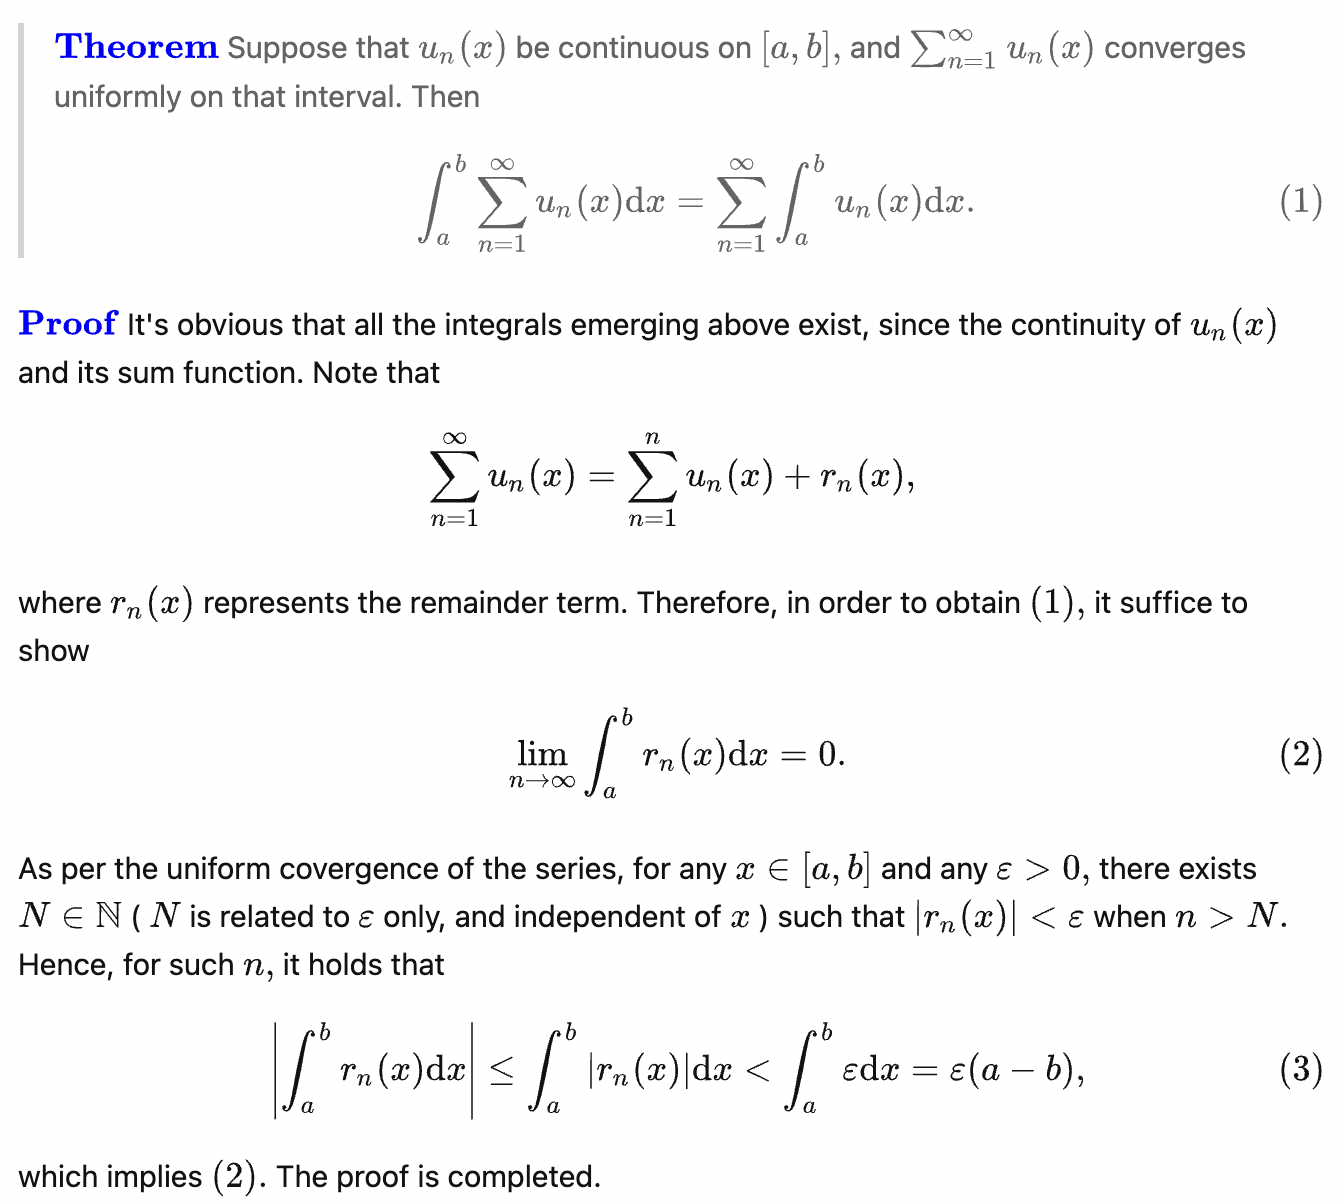 Theorem Suppose that $u_n(x)$ be continuous on $[a, b]$, and $\sum_{n=1}^{\infty} u_n(x)$ converges
uniformly on that interval. Then
$$\int_a^b \sum_{n=1}^{\infty} u_n(x)\mathrm{d}x = \sum_{n=1}^{\infty} \int_a^b u_n(x)\mathrm{d}x. \tag{1}$$
Proof It's obvious that all the integrals emerging above exist, since the continuity of $u_n(x)$
and its sum function. Note that
$$\sum_{n=1}^{\infty} u_n(x) = \sum_{n=1}^{n} u_n(x) + r_n(x),$$
where $r_n(x)$ represents the remainder term. Therefore, in order to obtain $(1)$, it suffice to
show
$$\lim_{n \to \infty} \int_a^b r_n(x)\mathrm{d}x = 0. \tag{2}$$
As per the uniform covergence of the series, for any $x \in [a, b]$ and any $\varepsilon > 0$, there exists
$N \in \mathbb{N}$ ( $N$ is related to $\varepsilon$ only, and independent of $x$ ) such that $|r_n(x)| < \varepsilon$ when $n > N$.
Hence, for such $n$, it holds that
$$\left|\int_a^b r_n(x)\mathrm{d}x\right| \leq \int_a^b |r_n(x)|\mathrm{d}x < \int_a^b \varepsilon \mathrm{d}x = \varepsilon(a - b), \tag{3}$$
which implies $(2)$. The proof is completed.